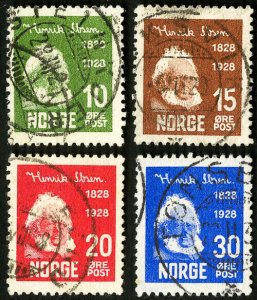 Henrik Ibsen.
1828
1928
10
NORGE ØRE
POST
Henrik Ibsen.
1828
1928
15
NORGE ØRE
POST
Henrik Ibsen.
1828
1928
20
NORGE ØRE
POST
Henrik Ibsen.
1828
1928
30
NORGE ØRE
POST